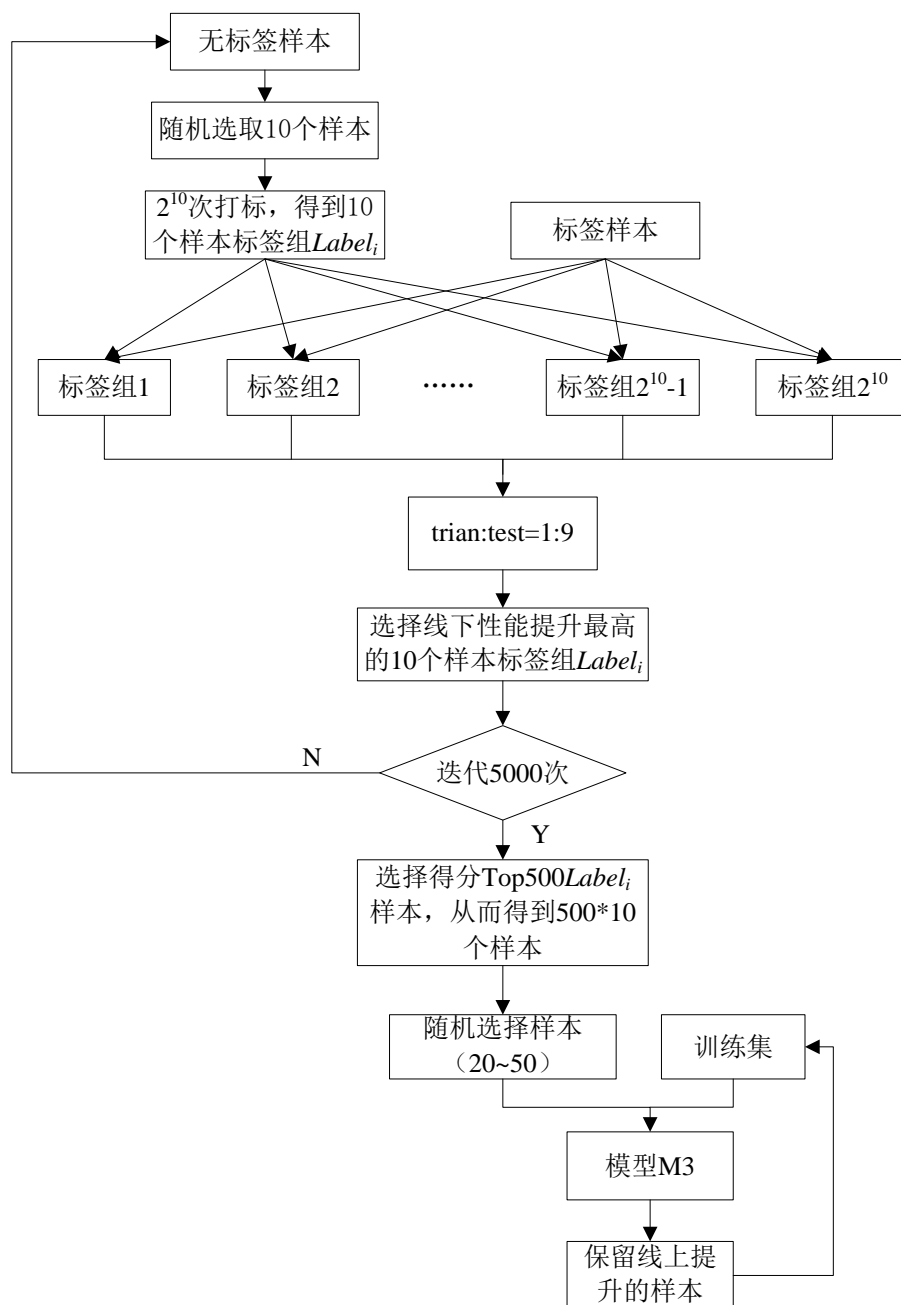 无标签样本
随机选取10个样本
2¹⁰次打标，得到10
个样本标签组Labelᵢ
标签样本
标签组1
标签组2
……
标签组2¹⁰-1
标签组2¹⁰
trian:test=1:9
选择线下性能提升最高
的10个样本标签组Labelᵢ
N
迭代5000次
Y
选择得分Top500Labelᵢ
样本，从而得到500*10
个样本
随机选择样本
（20~50）
训练集
模型M3
保留线上提
升的样本